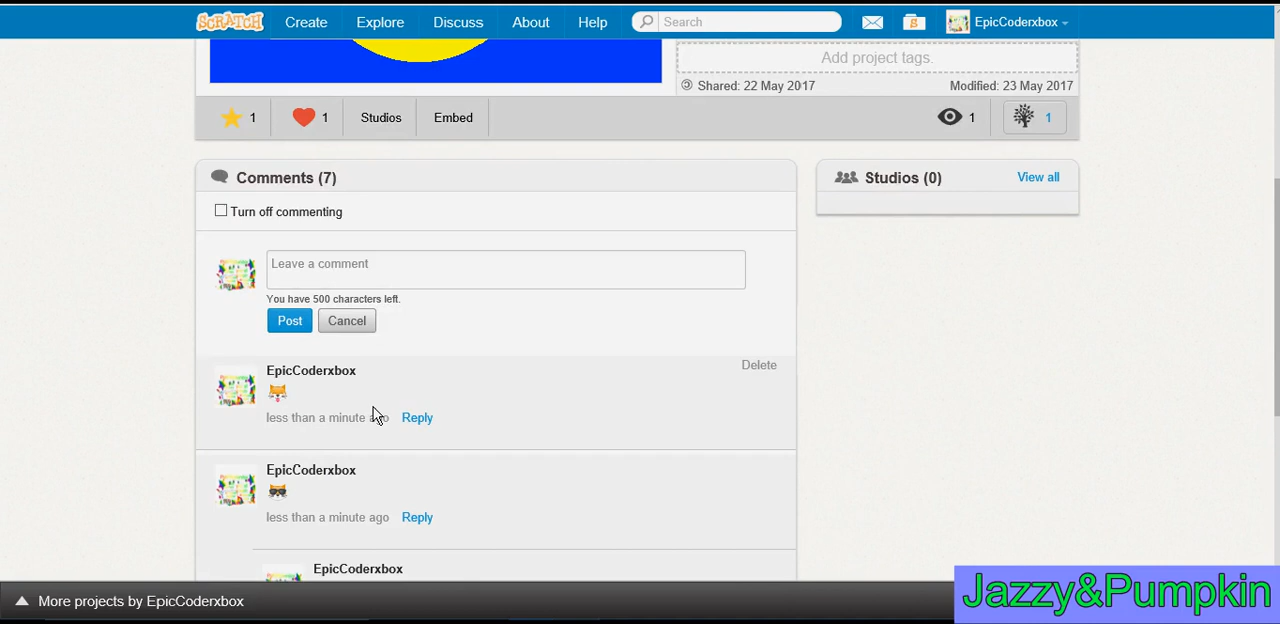 SCRATCH Create Explore Discuss About Help Search EpicCoderxbox
Add project tags.
Shared: 22 May 2017 Modified: 23 May 2017
1 1 Studios Embed 1 1
Comments (7) Studios (0) View all
Turn off commenting
Leave a comment
You have 500 characters left.
Post Cancel
EpicCoderxbox Delete
less than a minute ago Reply
EpicCoderxbox
less than a minute ago Reply
EpicCoderxbox
More projects by EpicCoderxbox
Jazzy&Pumpkin